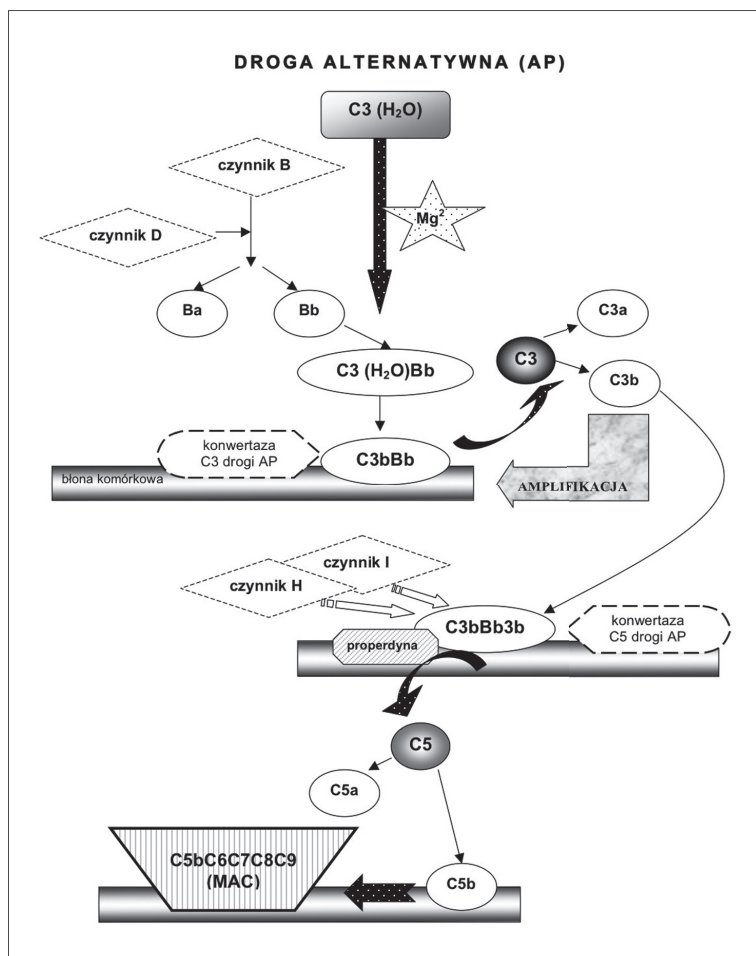 DROGA ALTERNATYWNA (AP)
C3 (H₂O)
czynnik B
Mg²
czynnik D
Ba
Bb
C3a
C3
C3 (H₂O)Bb
C3b
konwertaza
C3 drogi AP
C3bBb
błona komórkowa
AMPLIFIKACJA
czynnik I
czynnik H
C3bBb3b
konwertaza
C5 drogi AP
properdyna
C5
C5a
C5bC6C7C8C9
(MAC)
C5b